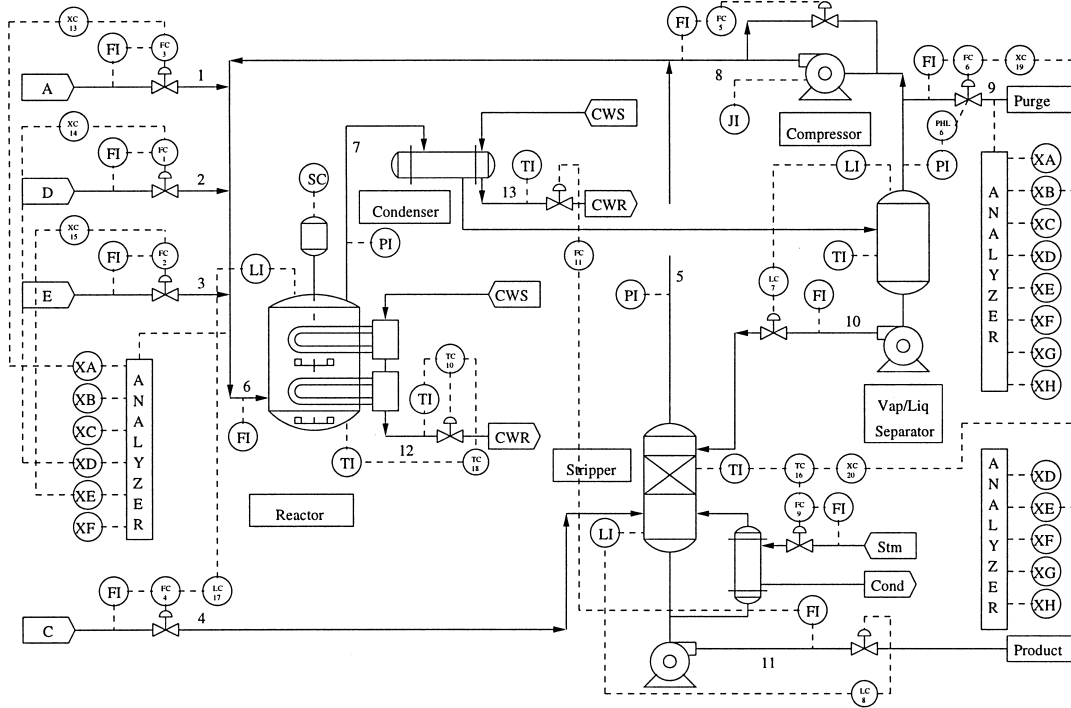 XC
13
FI
FC
3
A
1
XC
14
FI
FC
D
2
XC
15
FI
FC
2
E
3
FI
FC
5
8
Compressor
JI
FI
FC
6
XC
19
9
Purge
PHL
6
PI
LI
7
CWS
TI
13
CWR
Condenser
SC
PI
LI
FC
11
TI
LC
7
FI
10
Vap/Liq
Separator
ANALYZER
XA
XB
XC
XD
XE
XF
XG
XH
5
PI
CWS
TC
10
TI
CWR
12
TI
TC
18
6
FI
Reactor
XA
XB
XC
XD
XE
XF
ANALYZER
Stripper
TI
TC
16
XC
20
FC
9
FI
Stm
Cond
LI
ANALYZER
XD
XE
XF
XG
XH
FI
FC
4
LC
17
C
4
FI
11
LC
8
Product